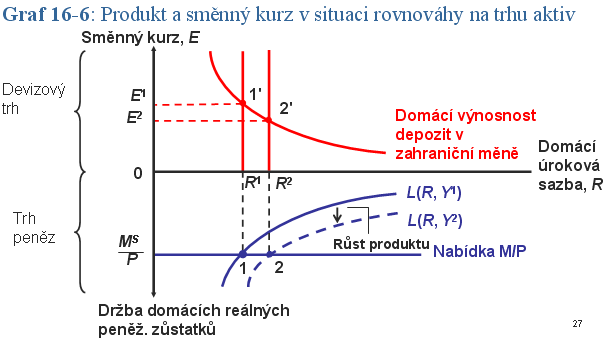 Graf 16-6: Produkt a směnný kurz v situaci rovnováhy na trhu aktiv
Směnný kurz, E
Devizový
trh
E¹
E²
1'
2'
Domácí výnosnost
depozit v
zahraniční měně
Domácí
úroková
sazba, R
0
R¹
R²
L(R, Y¹)
L(R, Y²)
Trh
peněz
Růst produktu
Mˢ
P
Nabídka M/P
1
2
Držba domácích reálných
peněž. zůstatků
27